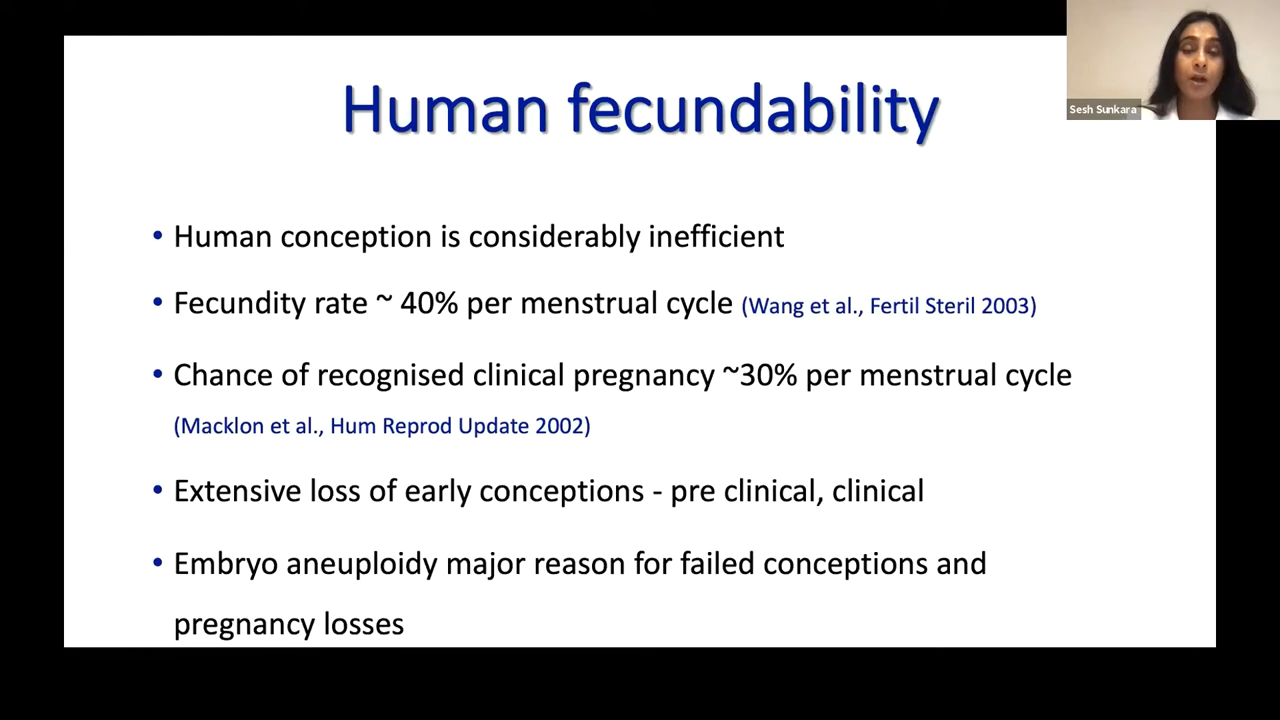 Human fecundability
Sesh Sunkara
• Human conception is considerably inefficient
• Fecundity rate ~ 40% per menstrual cycle (Wang et al., Fertil Steril 2003)
• Chance of recognised clinical pregnancy ~30% per menstrual cycle
(Macklon et al., Hum Reprod Update 2002)
• Extensive loss of early conceptions - pre clinical, clinical
• Embryo aneuploidy major reason for failed conceptions and
pregnancy losses